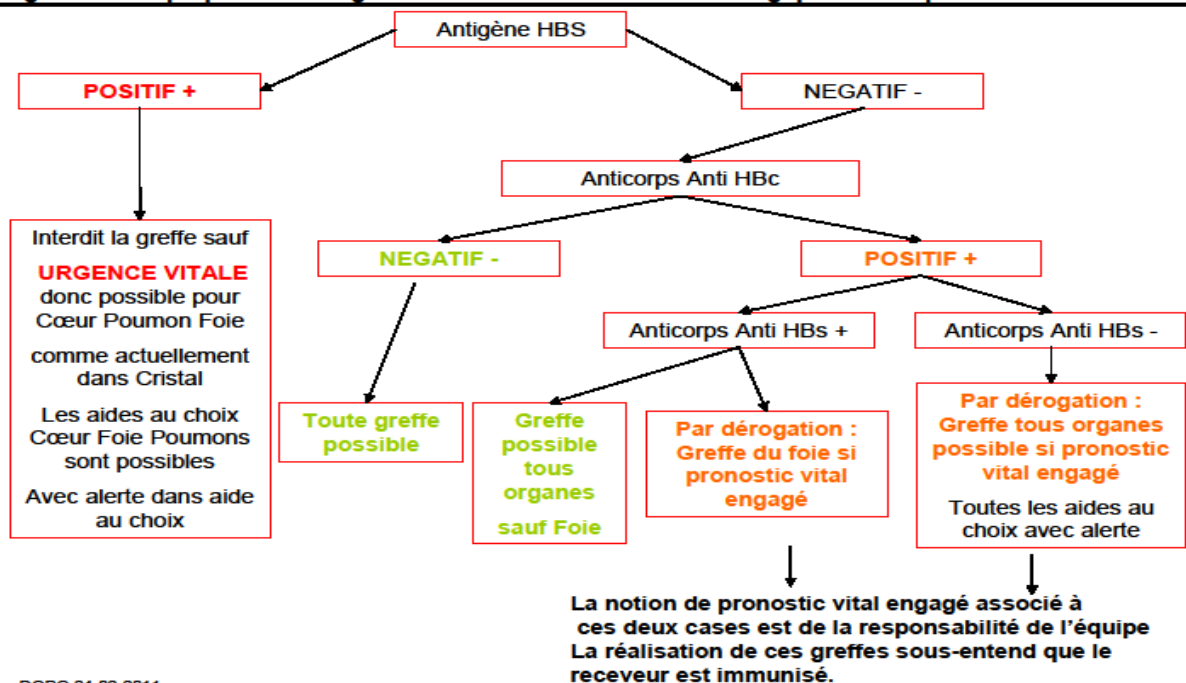 Antigène HBS
POSITIF +
NEGATIF -
Anticorps Anti HBc
Interdit la greffe sauf
URGENCE VITALE
donc possible pour
Cœur Poumon Foie
comme actuellement
dans Cristal
Les aides au choix
Cœur Foie Poumons
sont possibles
Avec alerte dans aide
au choix
NEGATIF -
POSITIF +
Anticorps Anti HBs +
Anticorps Anti HBs -
Toute greffe
possible
Greffe
possible
tous
organes
sauf Foie
Par dérogation :
Greffe du foie si
pronostic vital
engagé
Par dérogation :
Greffe tous organes
possible si pronostic
vital engagé
Toutes les aides au
choix avec alerte
La notion de pronostic vital engagé associé à
ces deux cases est de la responsabilité de l'équipe
La réalisation de ces greffes sous-entend que le
receveur est immunisé.